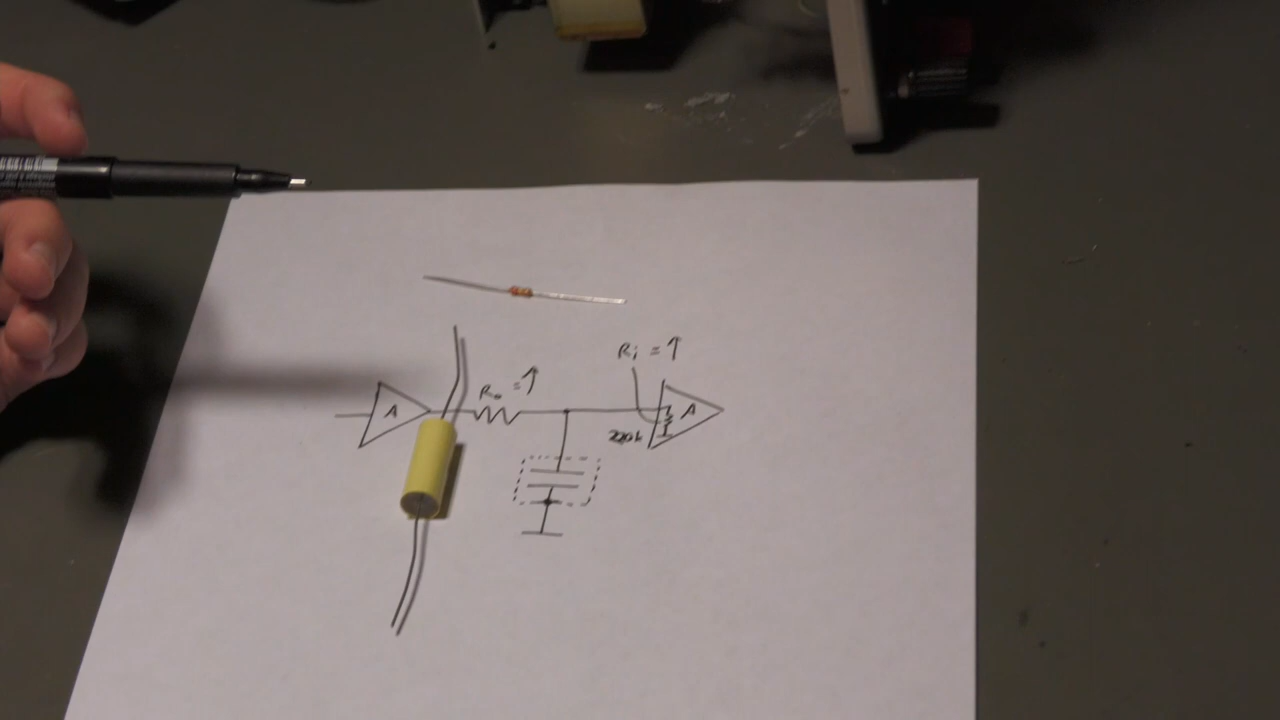 Ri = ↑
Ro = ↑
A
A
220k